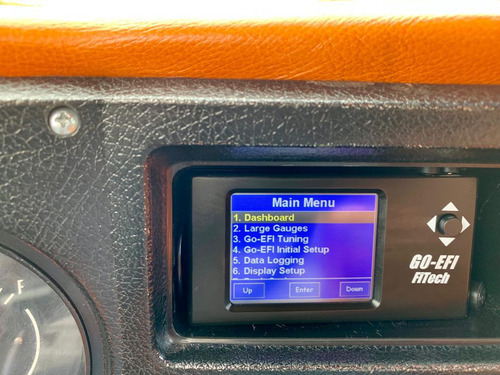 Main Menu
1. Dashboard
2. Large Gauges
3. Go-EFI Tuning
4. Go-EFI Initial Setup
5. Data Logging
6. Display Setup
Up Enter Down
GO-EFI
FiTech
F